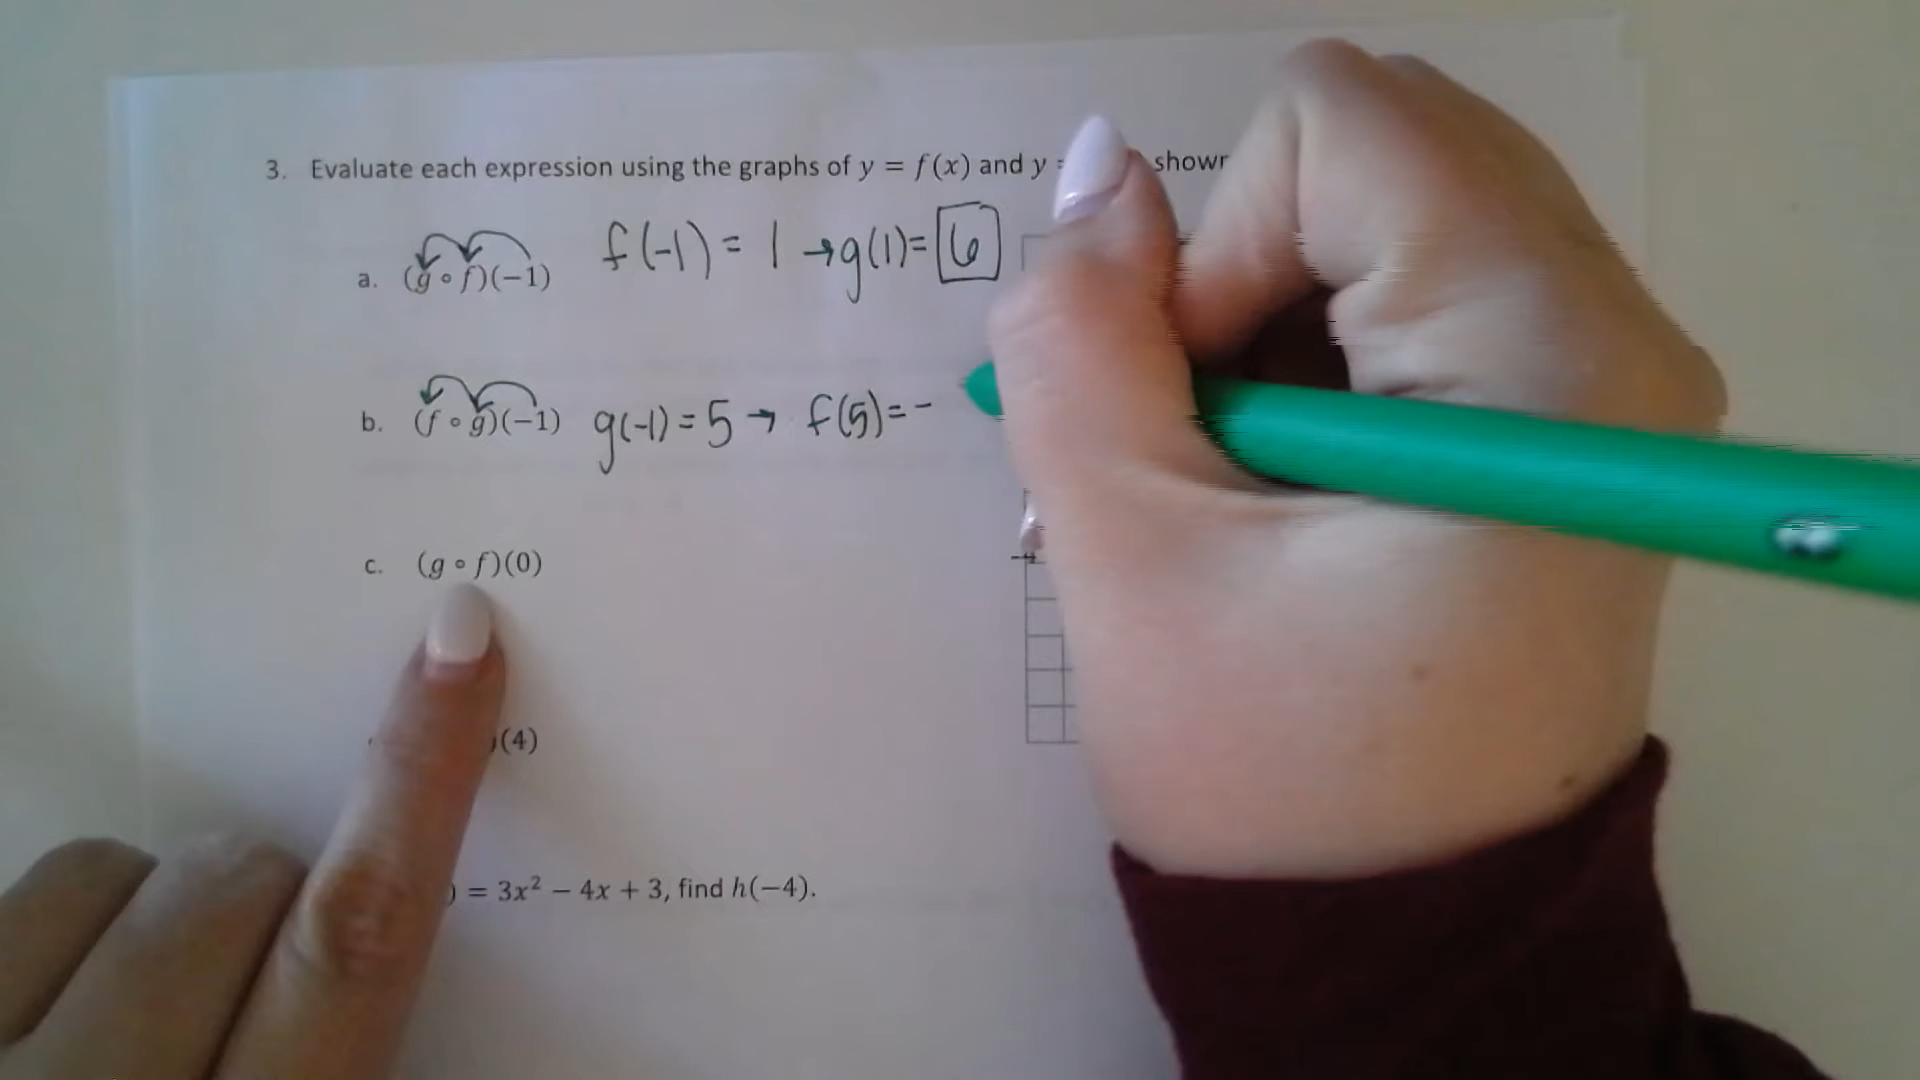 3. Evaluate each expression using the graphs of y = f(x) and y = shown
a. (g ∘ f)(−1) f(-1) = 1 → g(1) = 6
b. (f ∘ g)(−1) g(-1) = 5 → f(5) = -
c. (g ∘ f)(0)
-4
)(4)
) = 3x² − 4x + 3, find h(−4).